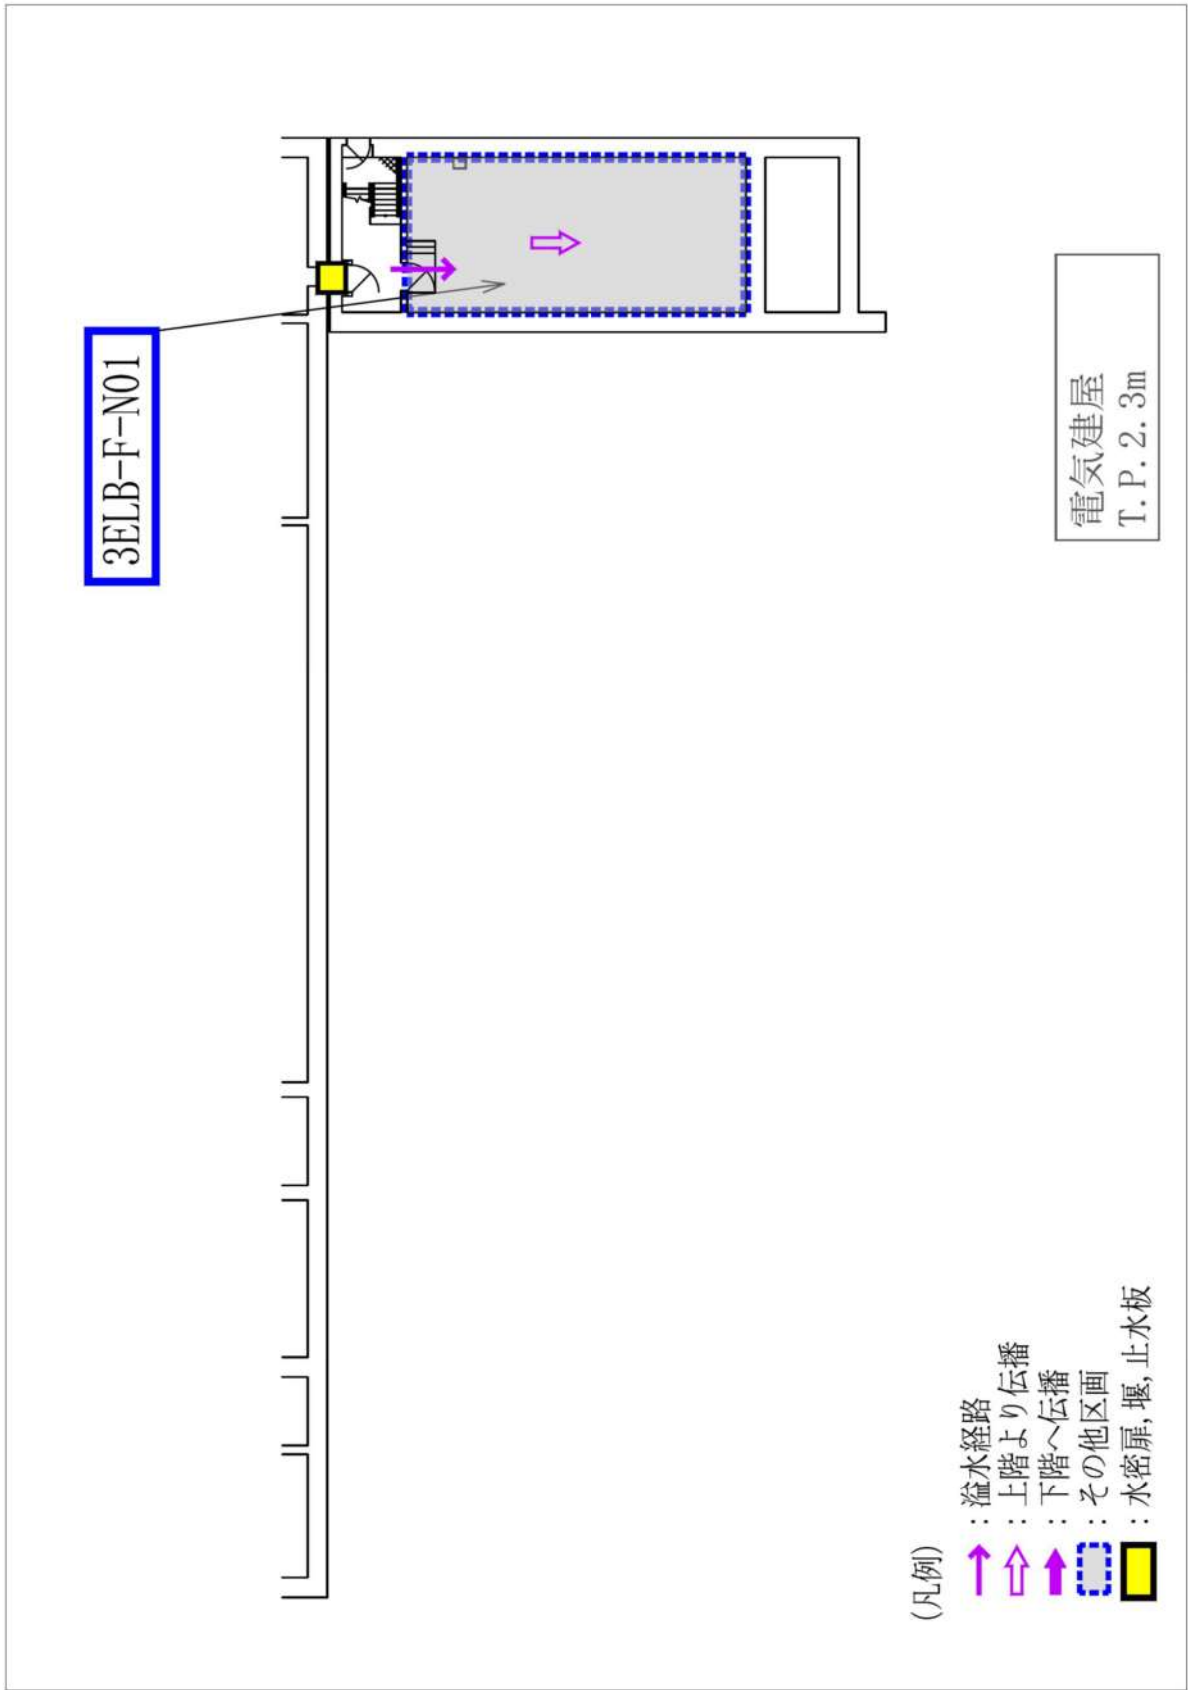 3ELB-F-N01
電気建屋
T.P.2.3m
(凡例)
：溢水経路
：上階より伝播
：下階へ伝播
：その他区画
：水密扉,堰,止水板